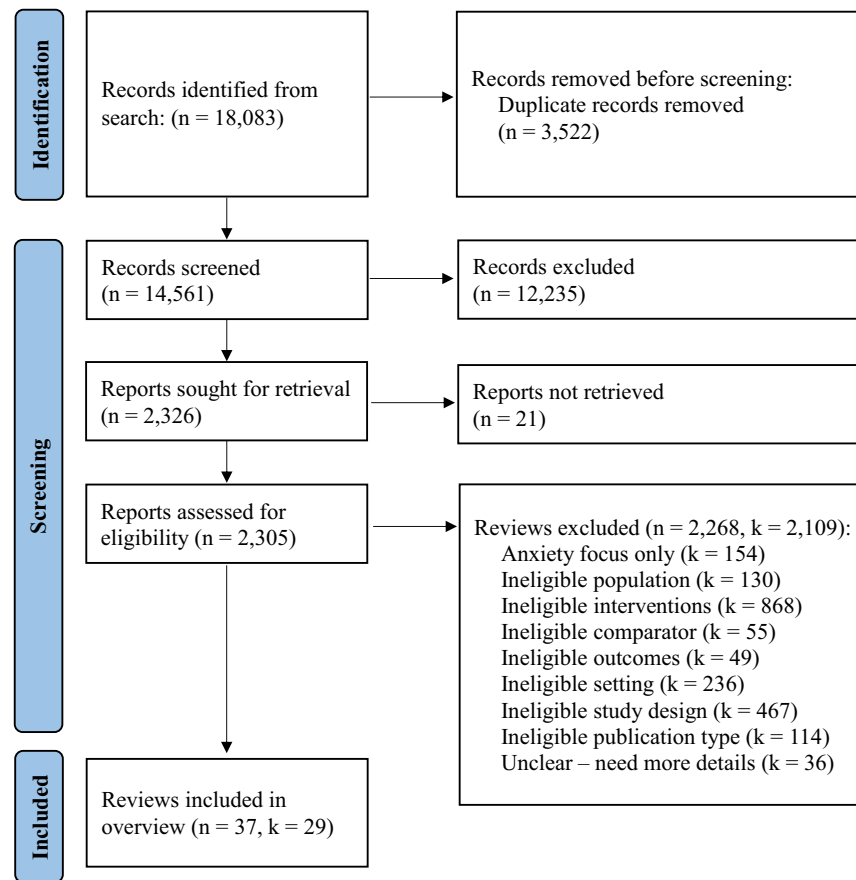 Identification
Records identified from
search: (n = 18,083)
Records removed before screening:
Duplicate records removed
(n = 3,522)
Screening
Records screened
(n = 14,561)
Records excluded
(n = 12,235)
Reports sought for retrieval
(n = 2,326)
Reports not retrieved
(n = 21)
Reports assessed for
eligibility (n = 2,305)
Reviews excluded (n = 2,268, k = 2,109):
Anxiety focus only (k = 154)
Ineligible population (k = 130)
Ineligible interventions (k = 868)
Ineligible comparator (k = 55)
Ineligible outcomes (k = 49)
Ineligible setting (k = 236)
Ineligible study design (k = 467)
Ineligible publication type (k = 114)
Unclear – need more details (k = 36)
Included
Reviews included in
overview (n = 37, k = 29)